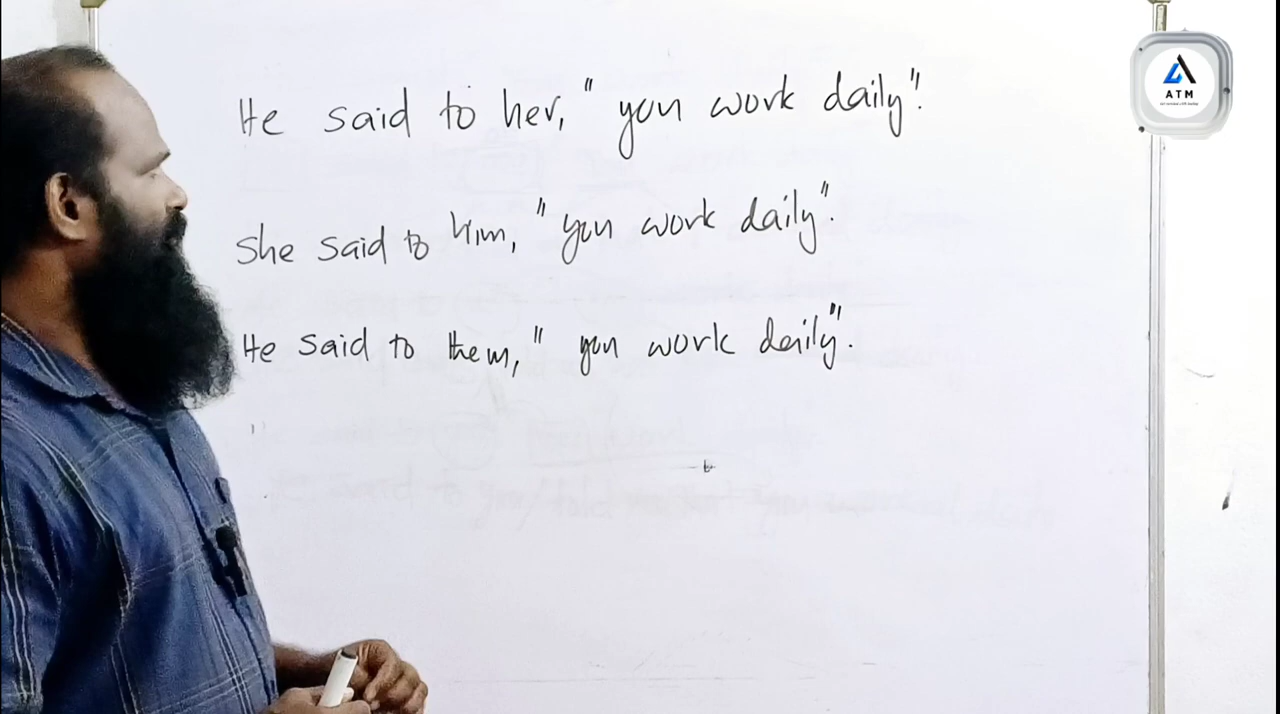 He said to her, "you work daily".
She said to him, "you work daily".
He said to them, "you work daily".
ATM